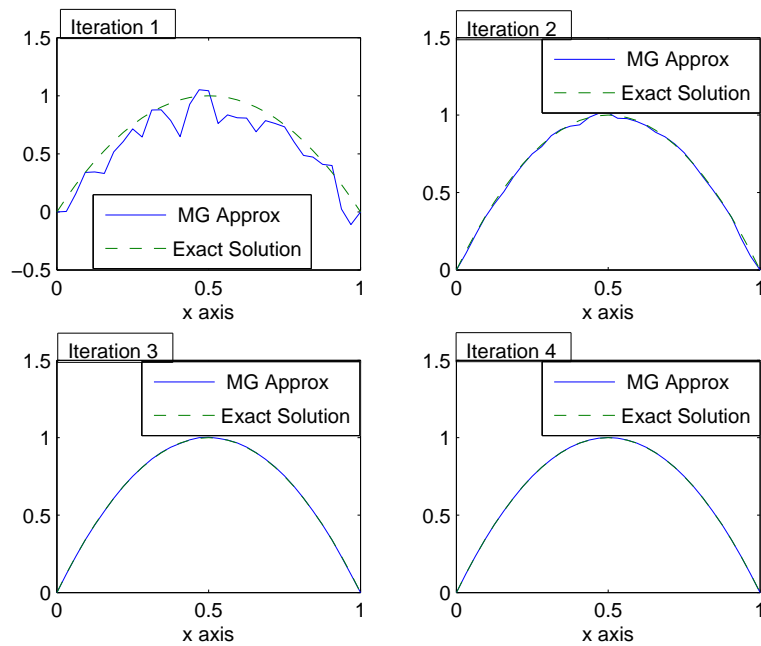 Iteration 1
1.5
1
0.5
0
−0.5
MG Approx
Exact Solution
0
0.5
1
x axis
Iteration 2
1.5
1
0.5
0
MG Approx
Exact Solution
0
0.5
1
x axis
Iteration 3
1.5
1
0.5
0
MG Approx
Exact Solution
0
0.5
1
x axis
Iteration 4
1.5
1
0.5
0
MG Approx
Exact Solution
0
0.5
1
x axis